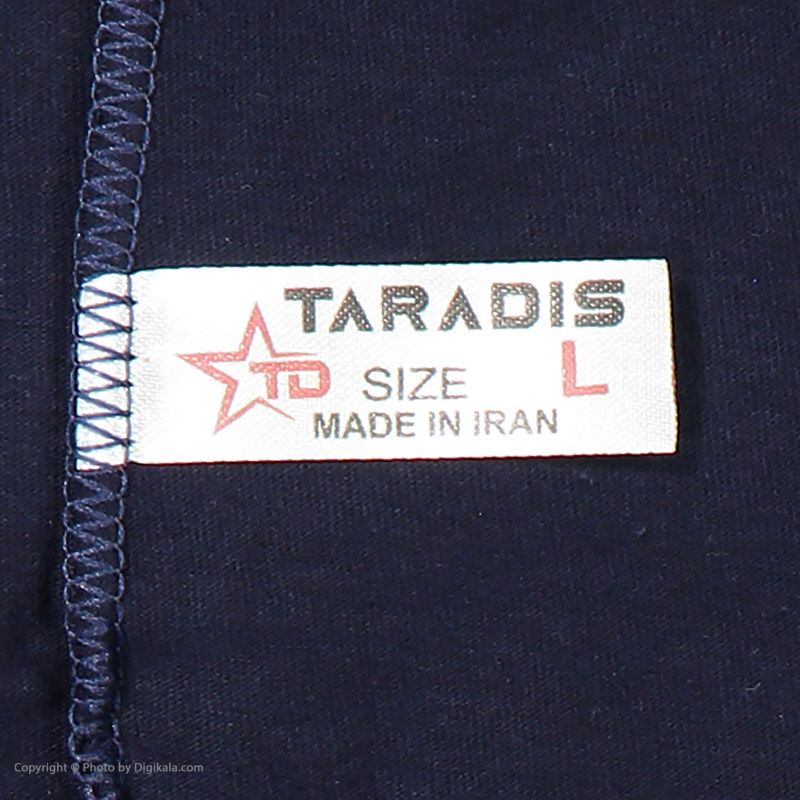 TARADIS
TD SIZE L
MADE IN IRAN
Copyright © Photo by Digikala.com